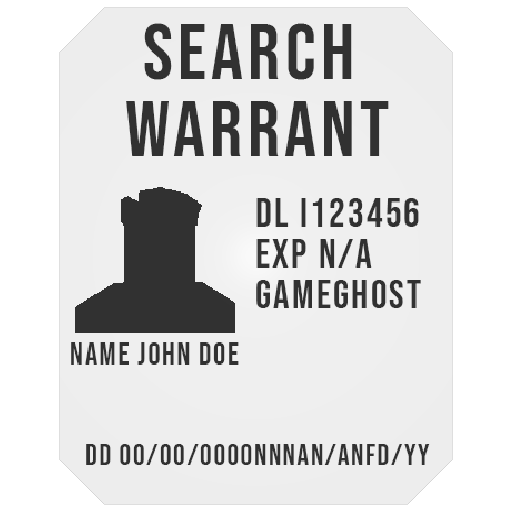 SEARCH
WARRANT
DL I123456
EXP N/A
GAMEGHOST
NAME JOHN DOE
DD 00/00/0000NNNAN/ANFD/YY